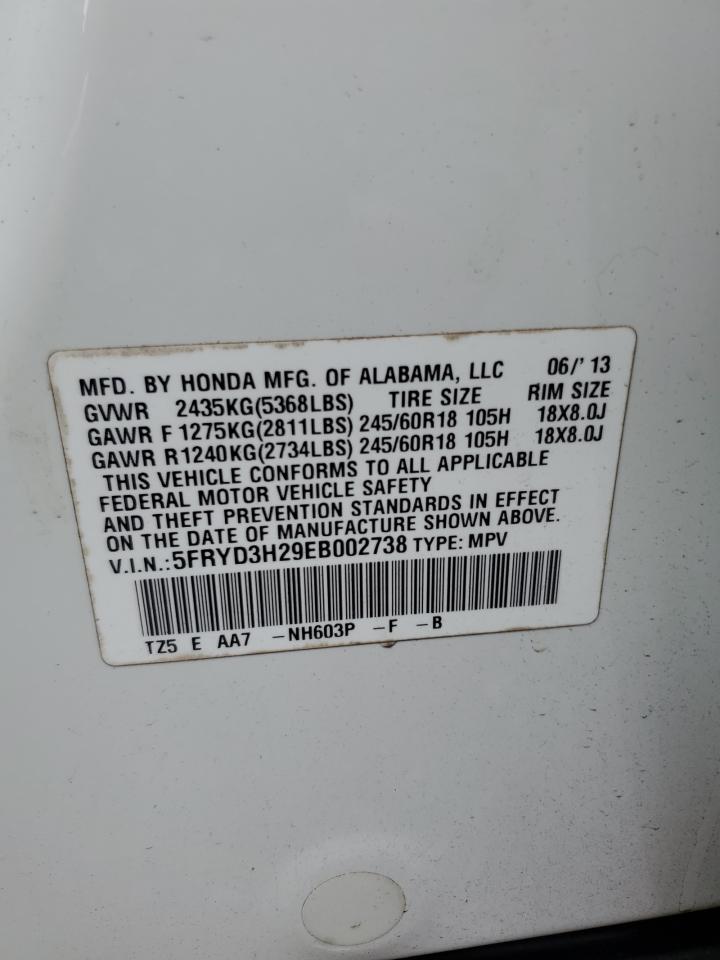 MFD. BY HONDA MFG. OF ALABAMA, LLC 06/'13
GVWR 2435KG(5368LBS) TIRE SIZE RIM SIZE
GAWR F 1275KG(2811LBS) 245/60R18 105H 18X8.0J
GAWR R1240KG(2734LBS) 245/60R18 105H 18X8.0J
THIS VEHICLE CONFORMS TO ALL APPLICABLE
FEDERAL MOTOR VEHICLE SAFETY
AND THEFT PREVENTION STANDARDS IN EFFECT
ON THE DATE OF MANUFACTURE SHOWN ABOVE.
V.I.N.:5FRYD3H29EB002738 TYPE: MPV
TZ5 E AA7 -NH603P -F -B